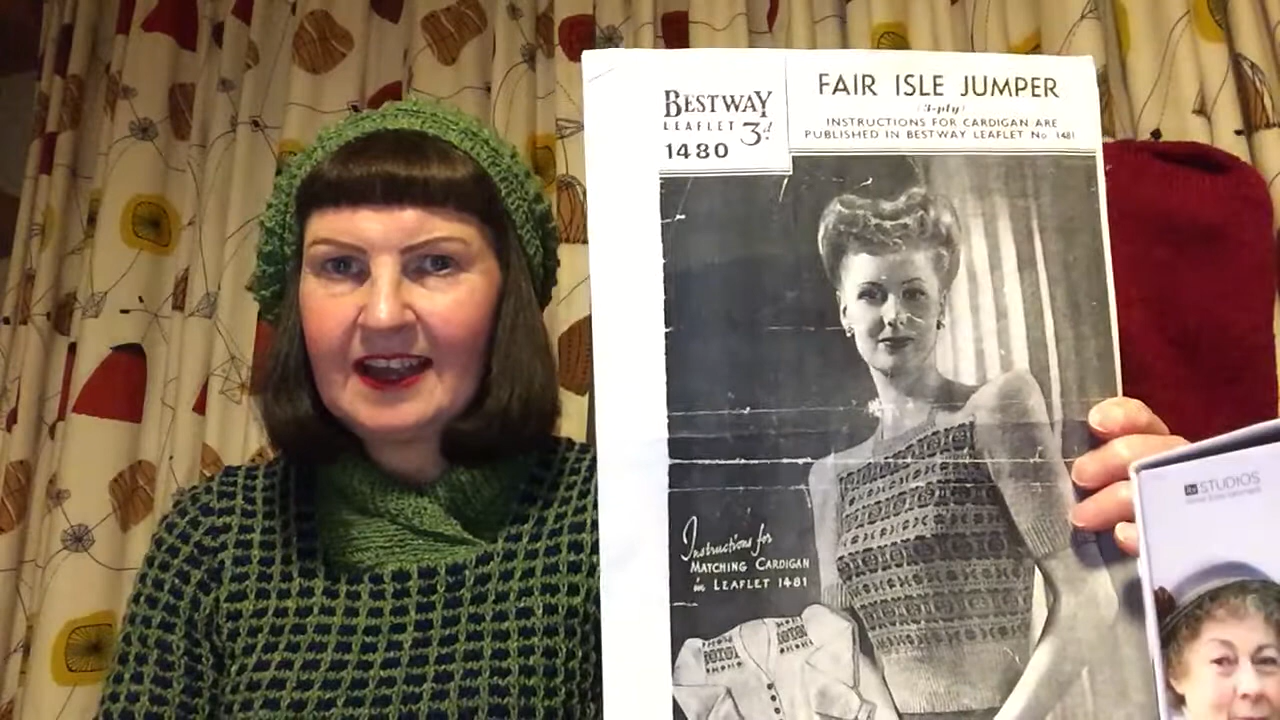 BESTWAY
LEAFLET 3d
1480
FAIR ISLE JUMPER
(3-ply)
INSTRUCTIONS FOR CARDIGAN ARE
PUBLISHED IN BESTWAY LEAFLET No 1481
Instructions for
MATCHING CARDIGAN
in LEAFLET 1481
itv STUDIOS